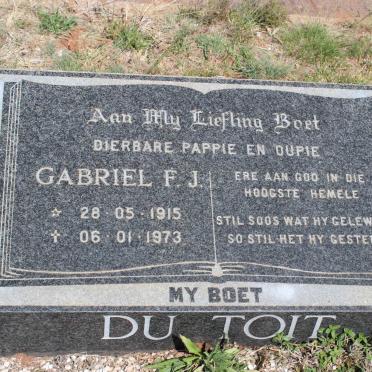 Aan My Liefling Boet
DIERBARE PAPPIE EN OUPIE
GABRIEL F. J.
☆ 28 05 1915
✝ 06 01 1973
ERE AAN GOD IN DIE
HOOGSTE HEMELE
STIL SOOS WAT HY GELEW
SO STIL HET HY GESTE
MY BOET
DU TOIT